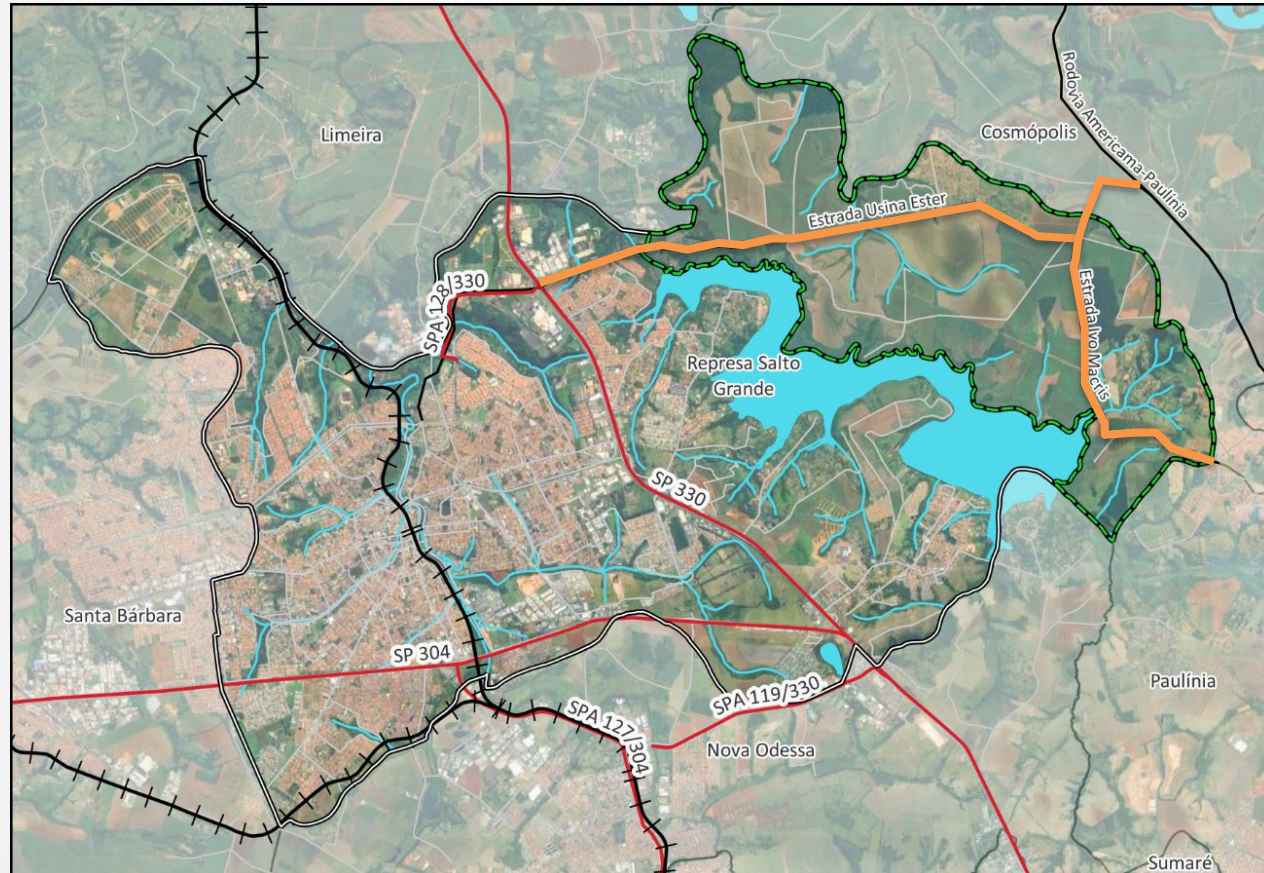 Limeira
Cosmópolis
Rodovia Americama-Paulínia
Estrada Usina Ester
SPA 128/330
Estrada Ivo Macris
Represa Salto
Grande
SP 330
Santa Bárbara
SP 304
SPA 119/330
Paulínia
SPA 127/304
Nova Odessa
Sumaré